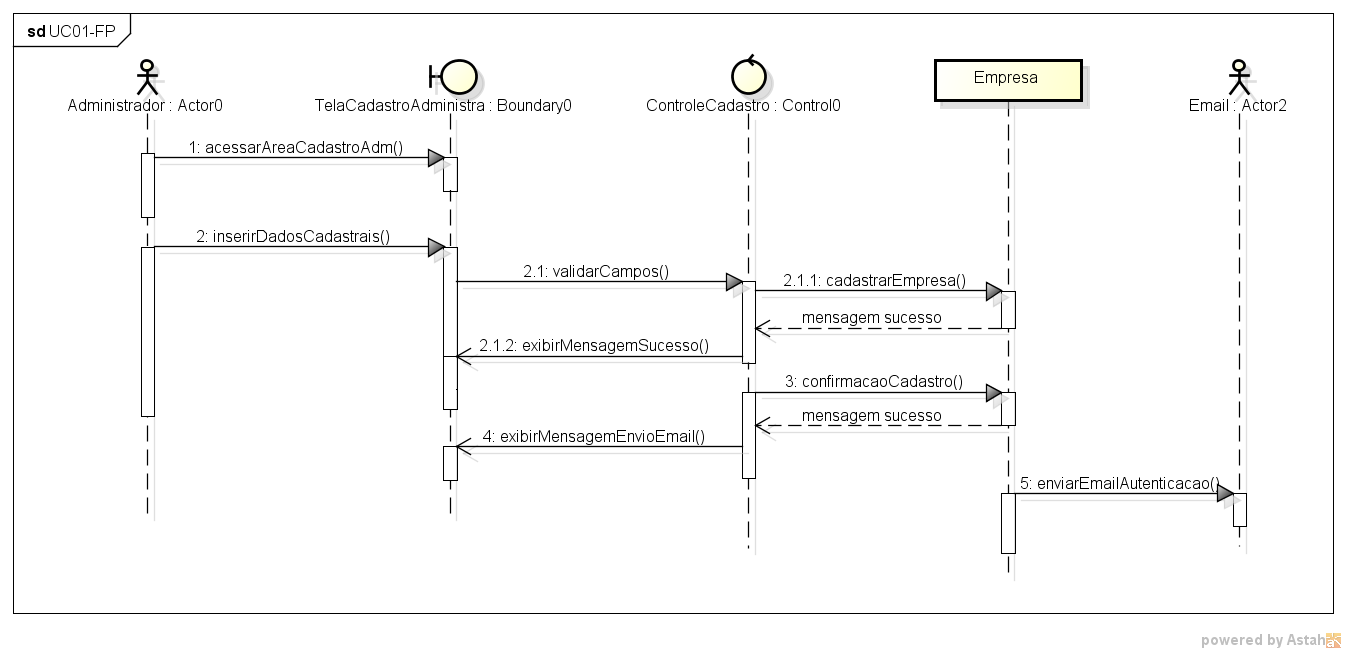 sd UC01-FP
Administrador : Actor0
TelaCadastroAdministra : Boundary0
ControleCadastro : Control0
Empresa
Email : Actor2
1: acessarAreaCadastroAdm()
2: inserirDadosCadastrais()
2.1: validarCampos()
2.1.1: cadastrarEmpresa()
mensagem sucesso
2.1.2: exibirMensagemSucesso()
3: confirmacaoCadastro()
mensagem sucesso
4: exibirMensagemEnvioEmail()
5: enviarEmailAutenticacao()
powered by Astah